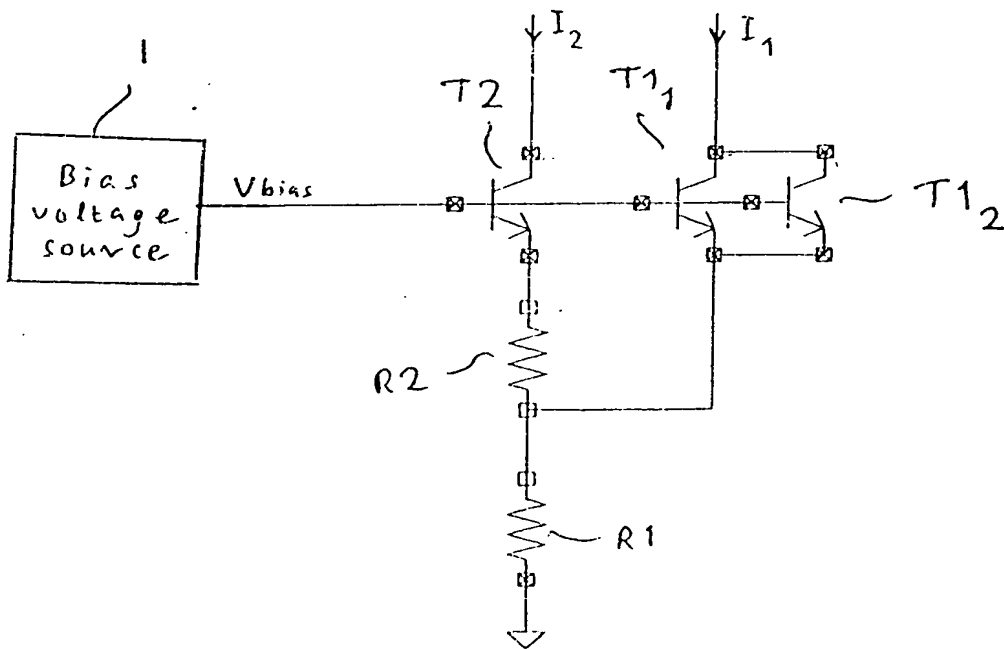 1
I₂
I₁
T2
T1₁
Bias
voltage
source
Vbias
T1₂
R2
R1